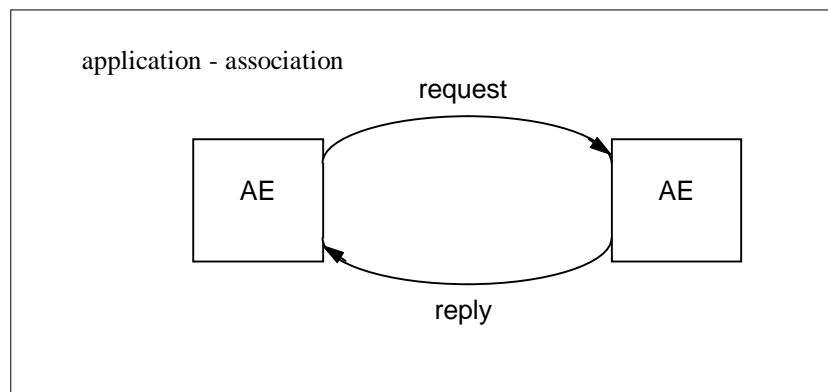 application - association
request
AE
AE
reply